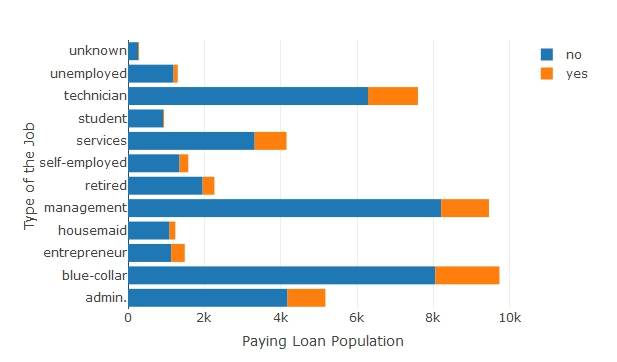 unknown
unemployed
technician
student
services
self-employed
retired
management
housemaid
entrepreneur
blue-collar
admin.
Type of the Job
0 2k 4k 6k 8k 10k
Paying Loan Population
no
yes